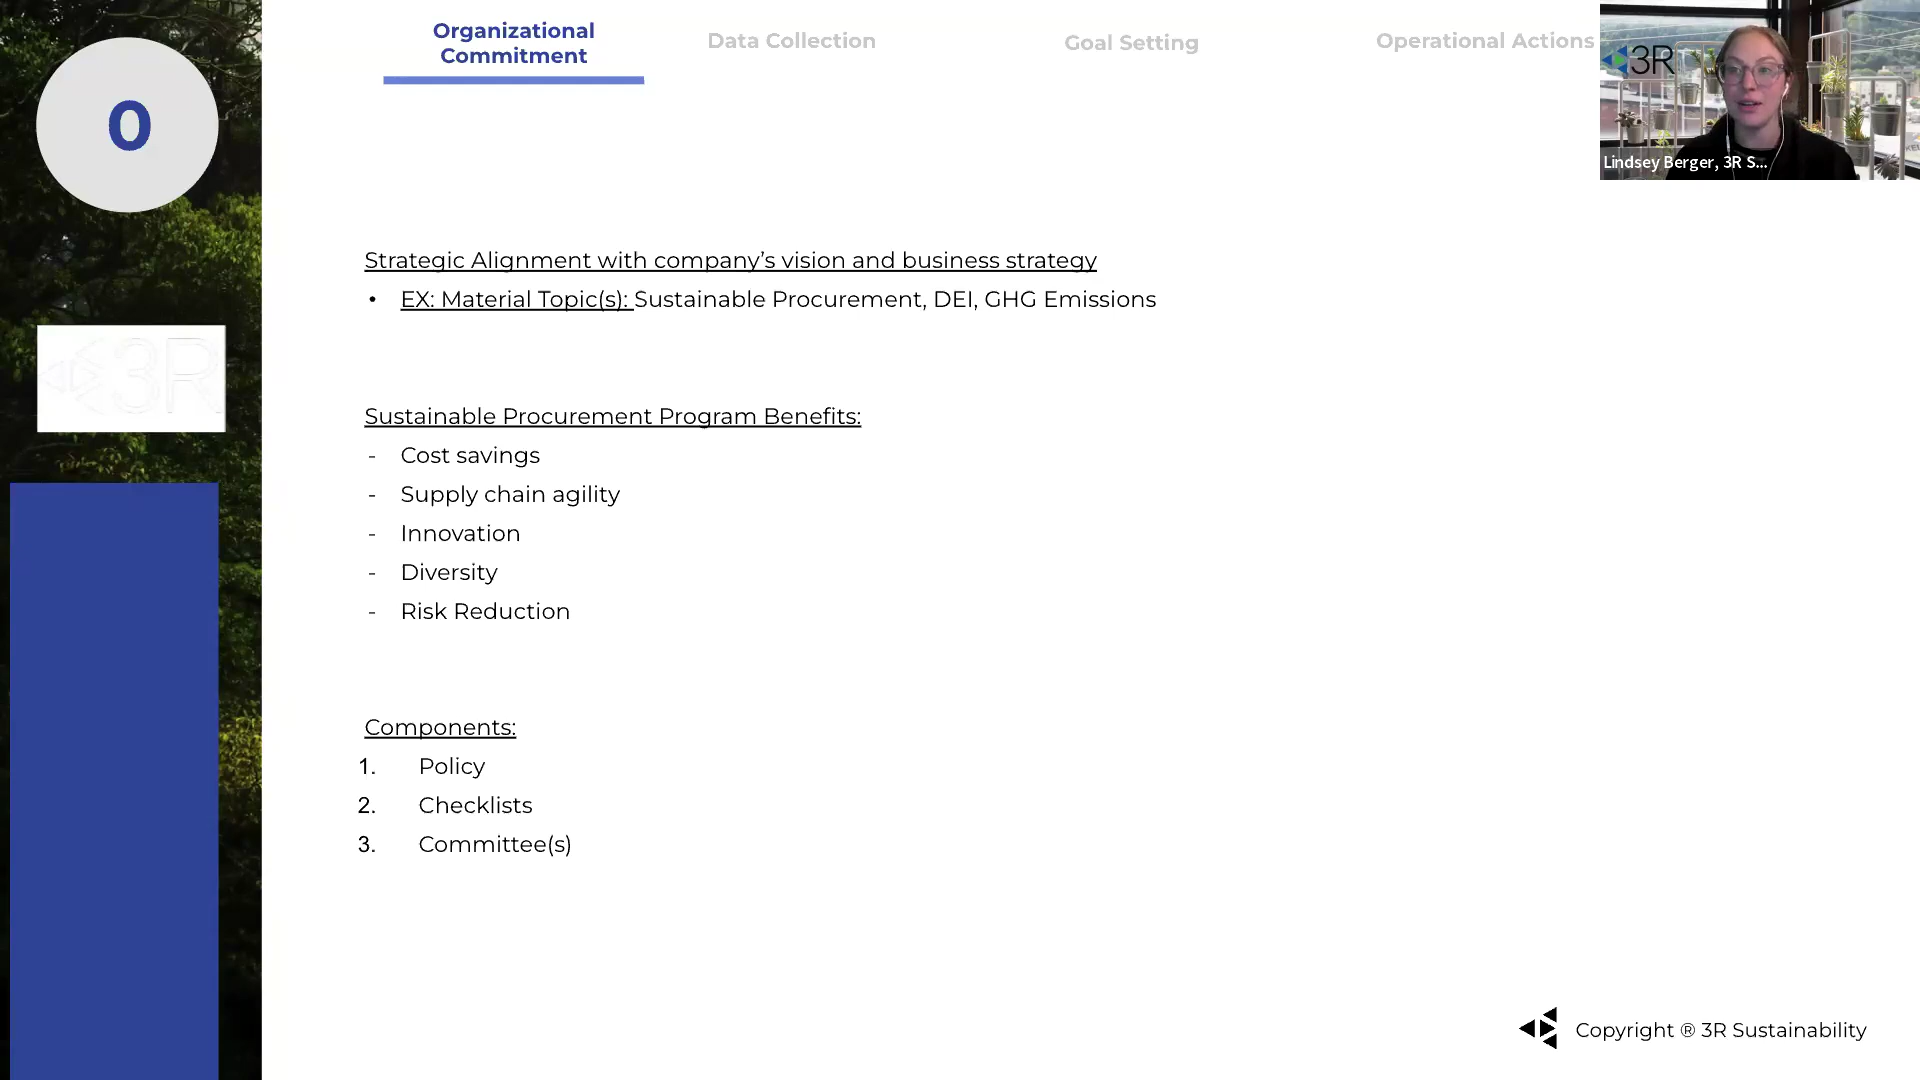 Organizational
Commitment
Data Collection
Goal Setting
Operational Actions
0
3R
Lindsey Berger, 3R S...
Strategic Alignment with company’s vision and business strategy
• EX: Material Topic(s): Sustainable Procurement, DEI, GHG Emissions
3R
Sustainable Procurement Program Benefits:
- Cost savings
- Supply chain agility
- Innovation
- Diversity
- Risk Reduction
Components:
1. Policy
2. Checklists
3. Committee(s)
Copyright ® 3R Sustainability